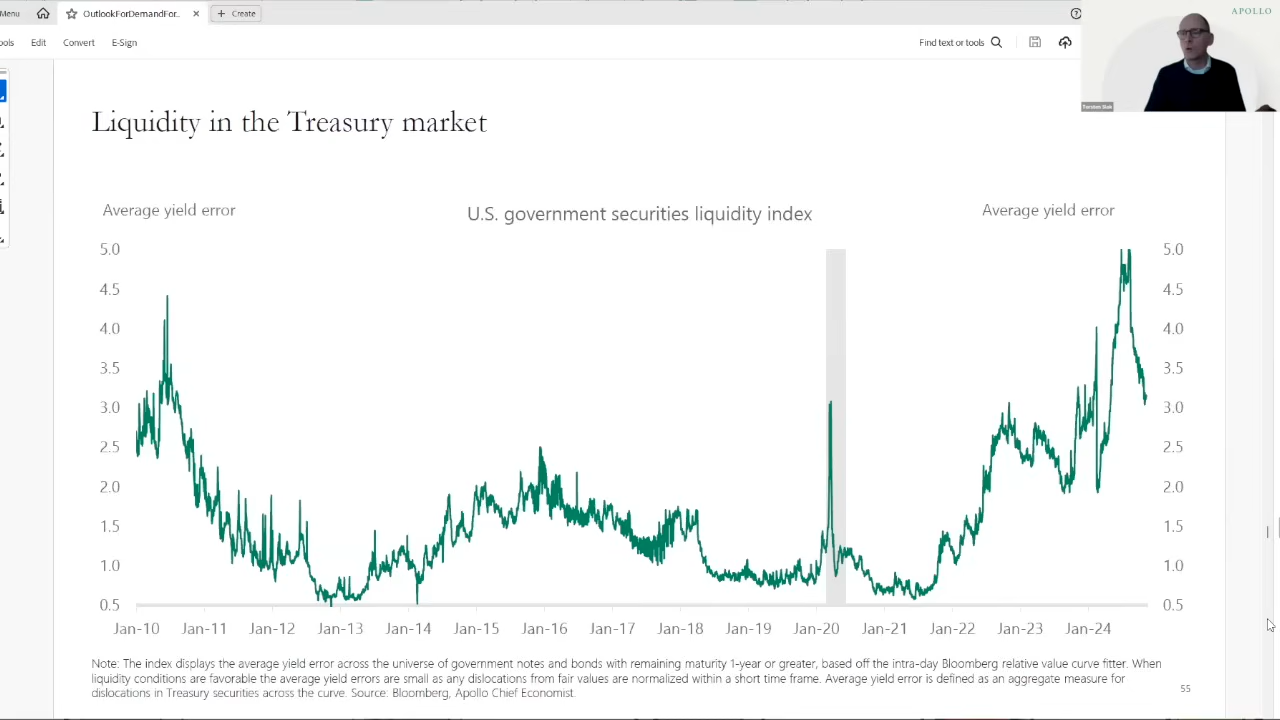 Menu
OutlookForDemandFor...
Create
APOLLO
Edit
Convert
E-Sign
Find text or tools
Torsten Slok
Liquidity in the Treasury market
Average yield error
U.S. government securities liquidity index
Average yield error
5.0
5.0
4.5
4.5
4.0
4.0
3.5
3.5
3.0
3.0
2.5
2.5
2.0
2.0
1.5
1.5
1.0
1.0
0.5
0.5
Jan-10 Jan-11 Jan-12 Jan-13 Jan-14 Jan-15 Jan-16 Jan-17 Jan-18 Jan-19 Jan-20 Jan-21 Jan-22 Jan-23 Jan-24
Note: The index displays the average yield error across the universe of government notes and bonds with remaining maturity 1-year or greater, based off the intra-day Bloomberg relative value curve fitter. When
liquidity conditions are favorable the average yield errors are small as any dislocations from fair values are normalized within a short time frame. Average yield error is defined as an aggregate measure for
dislocations in Treasury securities across the curve. Source: Bloomberg, Apollo Chief Economist.
55